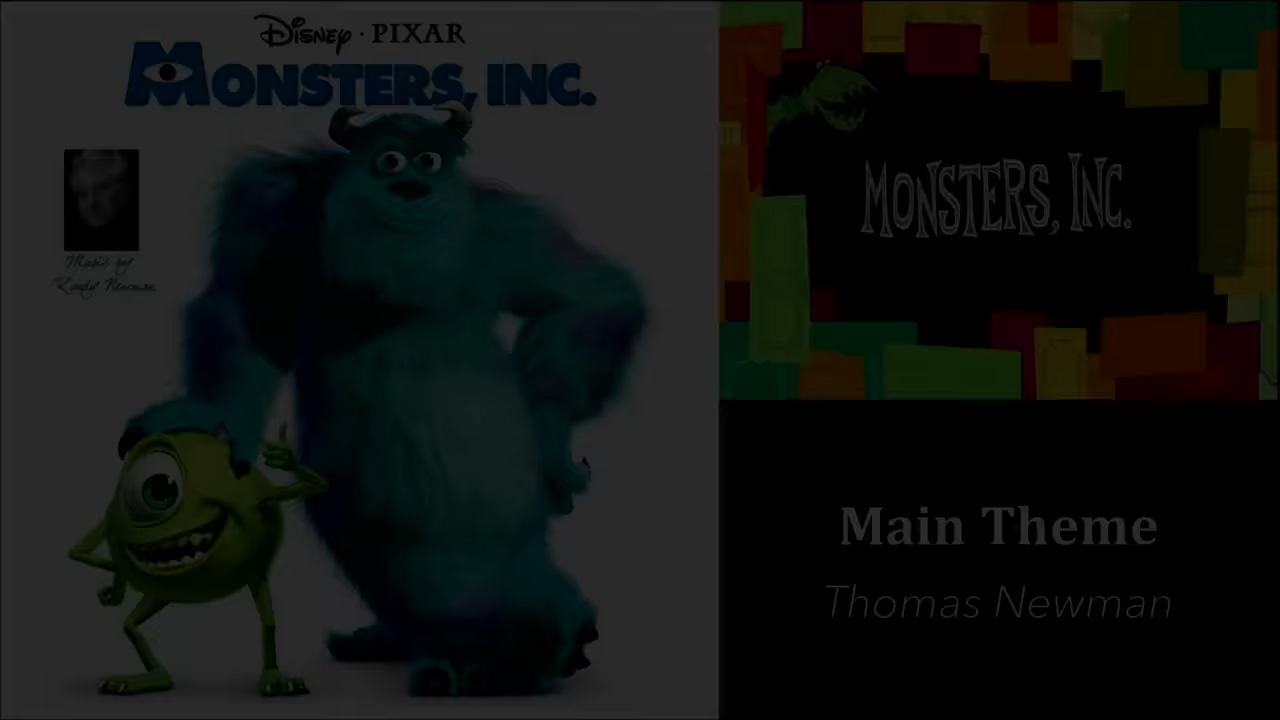 Disney · PIXAR
MONSTERS, INC.
Music by
Randy Newman
MONSTERS, INC.
Main Theme
Thomas Newman